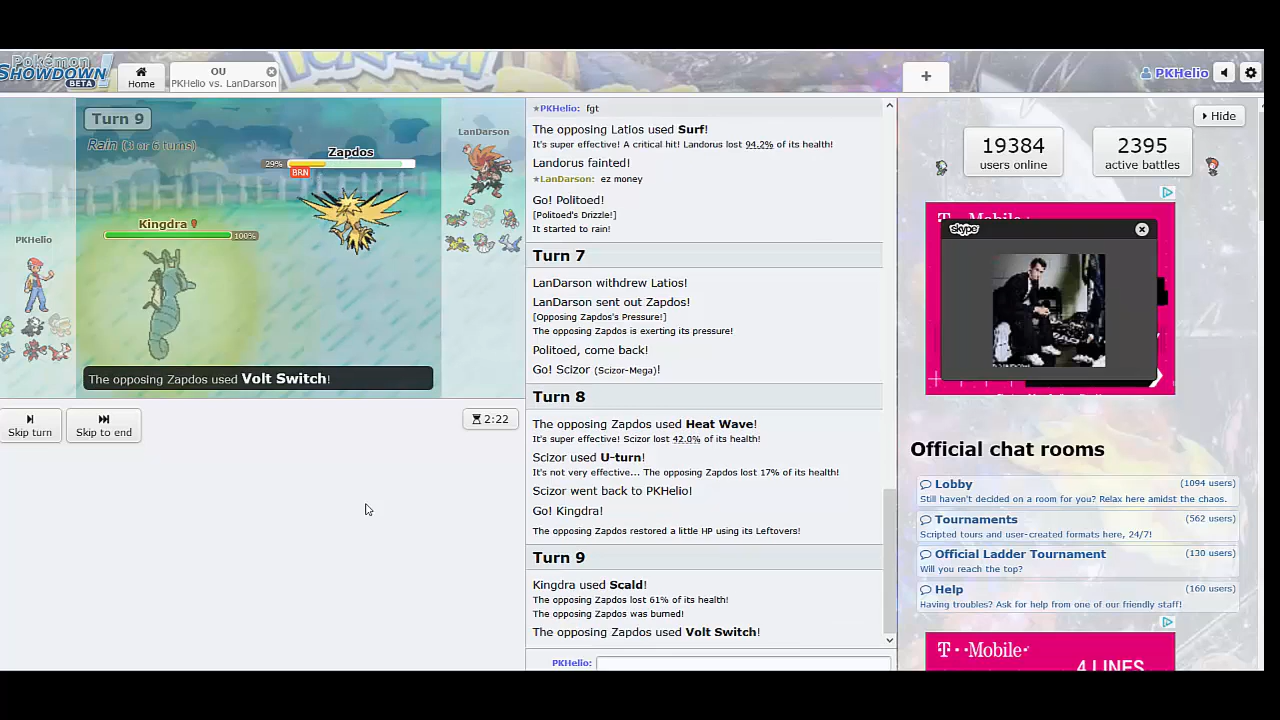 Pokémon
SHOWDOWN!
BETA
Home
OU
PKHelio vs. LanDarson
+
PKHelio
Turn 9
Rain (3 or 6 turns)
Zapdos
29%
BRN
Kingdra
100%
PKHelio
LanDarson
The opposing Zapdos used Volt Switch!
Skip turn
Skip to end
2:22
★PKHelio: fgt
The opposing Latios used Surf!
It's super effective! A critical hit! Landorus lost 94.2% of its health!
Landorus fainted!
★LanDarson: ez money
Go! Politoed!
[Politoed's Drizzle!]
It started to rain!
Turn 7
LanDarson withdrew Latios!
LanDarson sent out Zapdos!
[Opposing Zapdos's Pressure!]
The opposing Zapdos is exerting its pressure!
Politoed, come back!
Go! Scizor (Scizor-Mega)!
Turn 8
The opposing Zapdos used Heat Wave!
It's super effective! Scizor lost 42.0% of its health!
Scizor used U-turn!
It's not very effective... The opposing Zapdos lost 17% of its health!
Scizor went back to PKHelio!
Go! Kingdra!
The opposing Zapdos restored a little HP using its Leftovers!
Turn 9
Kingdra used Scald!
The opposing Zapdos lost 61% of its health!
The opposing Zapdos was burned!
The opposing Zapdos used Volt Switch!
PKHelio:
Hide
19384
users online
2395
active battles
skype
Official chat rooms
Lobby (1094 users)
Still haven't decided on a room for you? Relax here amidst the chaos.
Tournaments (562 users)
Scripted tours and user-created formats here, 24/7!
Official Ladder Tournament (130 users)
Will you reach the top?
Help (160 users)
Having troubles? Ask for help from one of our friendly staff!
T··Mobile·
4 LINES